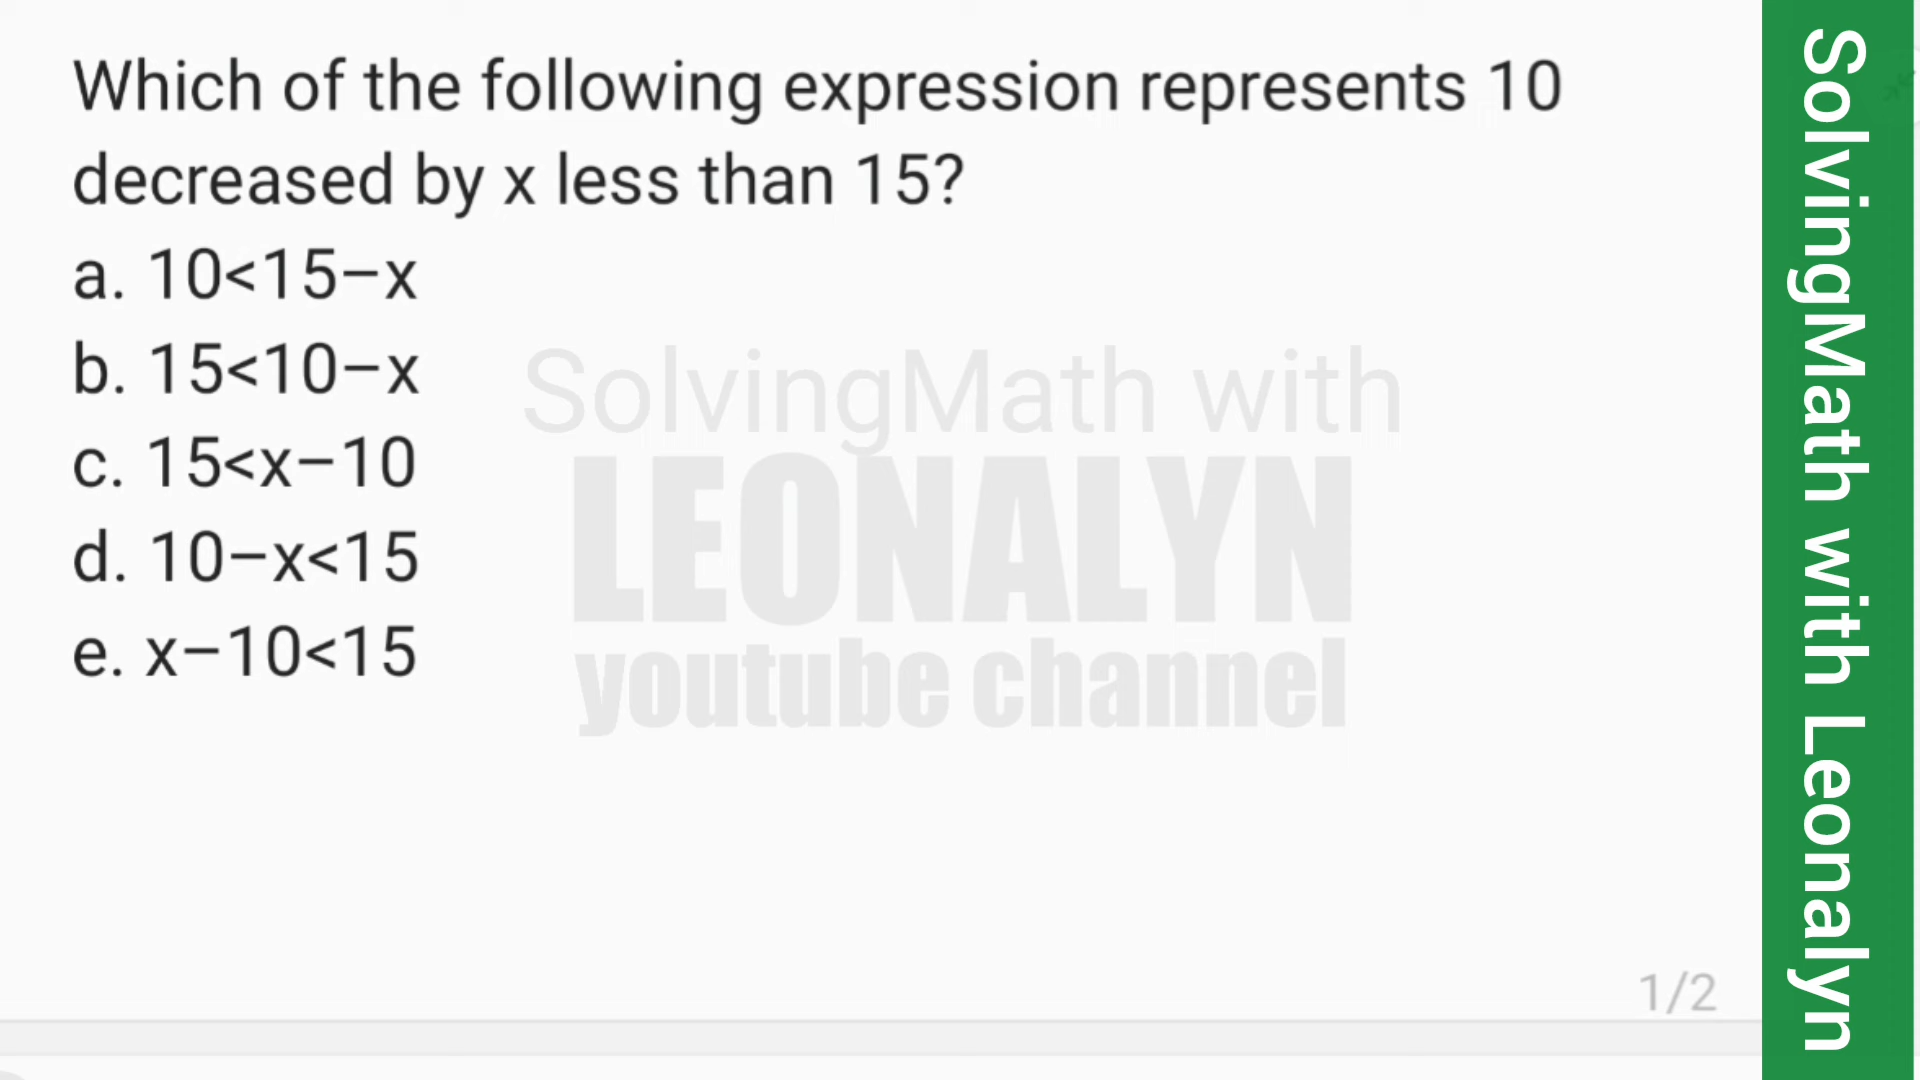 Which of the following expression represents 10
decreased by x less than 15?
a. 10<15−x
b. 15<10−x
c. 15<x−10
d. 10−x<15
e. x−10<15
SolvingMath with
LEONALYN
youtube channel
1/2
SolvingMath with Leonalyn